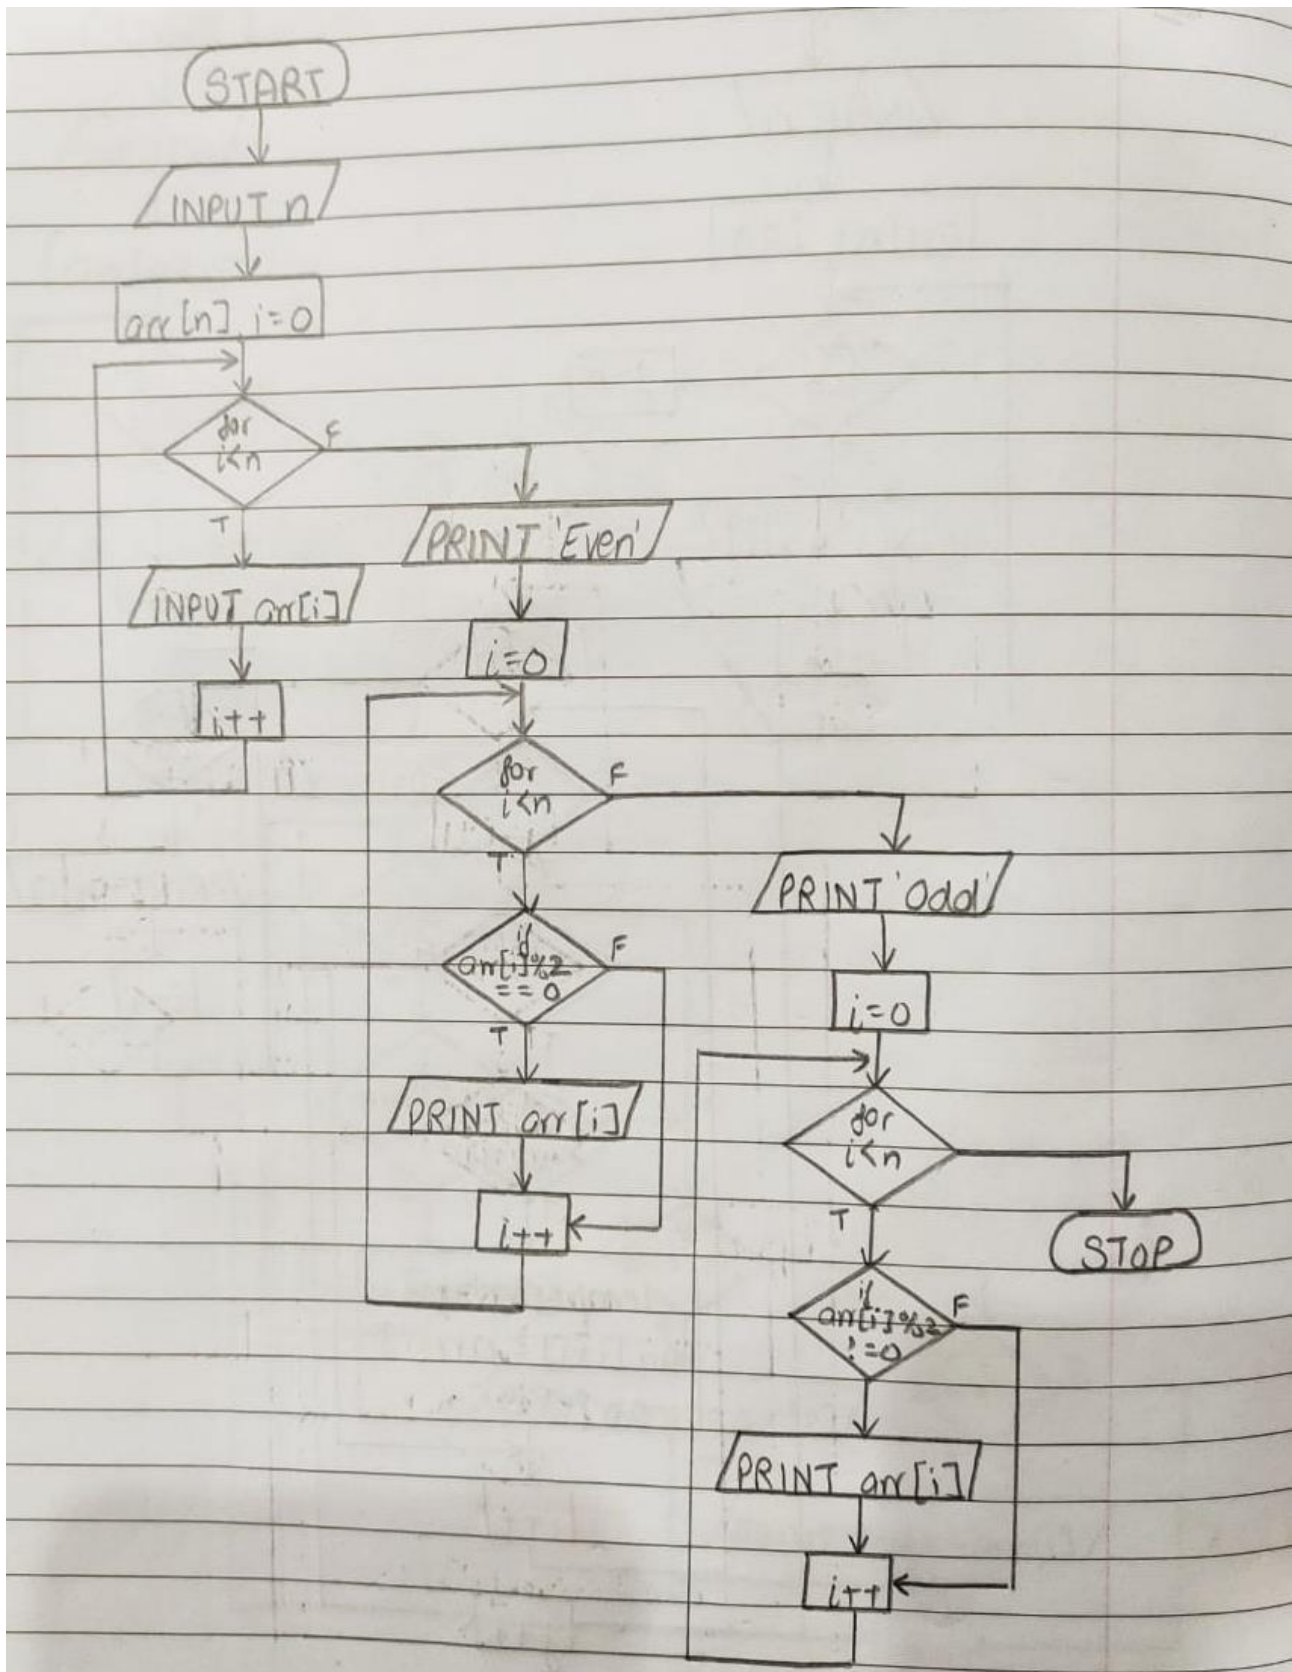 START
INPUT n
arr[n], i=0
for
i<n
F
T
INPUT arr[i]
i++
PRINT 'Even'
i=0
for
i<n
F
T
if
arr[i]%2
== 0
F
T
PRINT arr[i]
i++
PRINT 'Odd'
i=0
for
i<n
T
STOP
if
arr[i]%2
!=0
F
PRINT arr[i]
i++